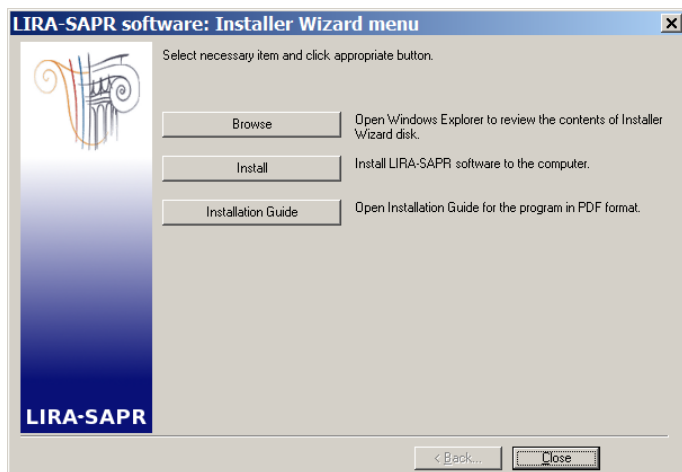 LIRA-SAPR software: Installer Wizard menu
Select necessary item and click appropriate button.
Browse
Open Windows Explorer to review the contents of Installer
Wizard disk.
Install
Install LIRA-SAPR software to the computer.
Installation Guide
Open Installation Guide for the program in PDF format.
LIRA·SAPR
< Back...
Close